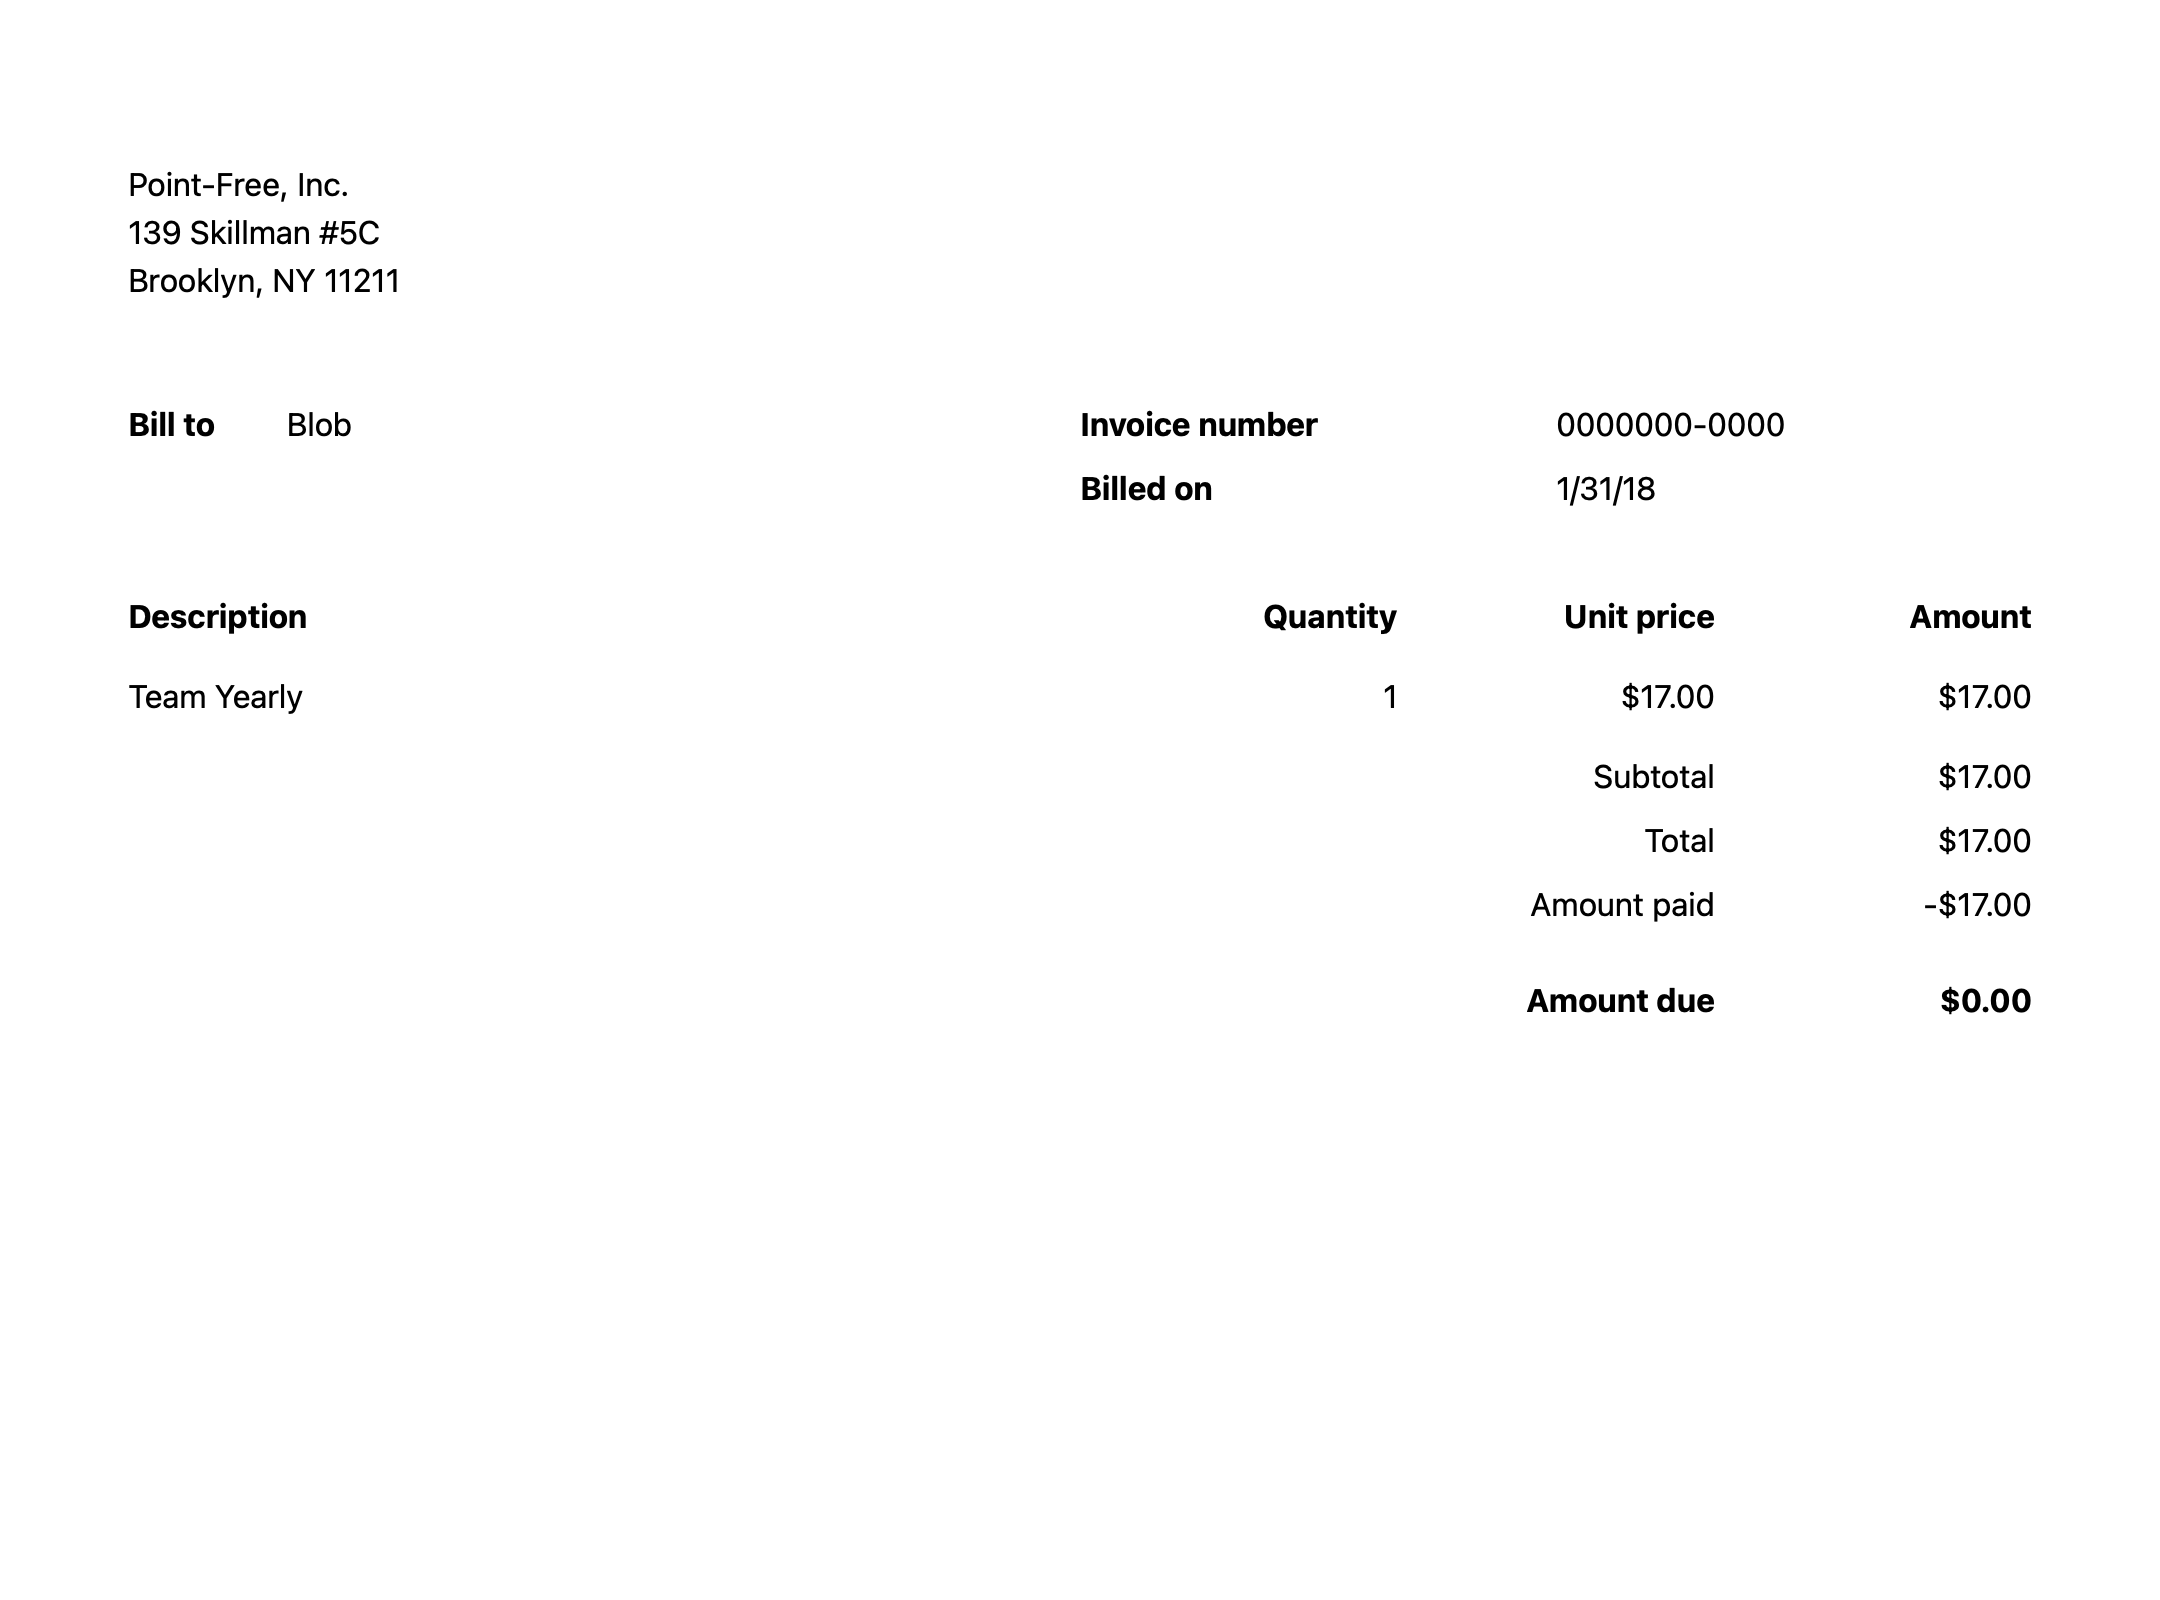 Point-Free, Inc.
139 Skillman #5C
Brooklyn, NY 11211
Bill to Blob Invoice number 0000000-0000
Billed on 1/31/18
Description Quantity Unit price Amount
Team Yearly 1 $17.00 $17.00
Subtotal $17.00
Total $17.00
Amount paid -$17.00
Amount due $0.00